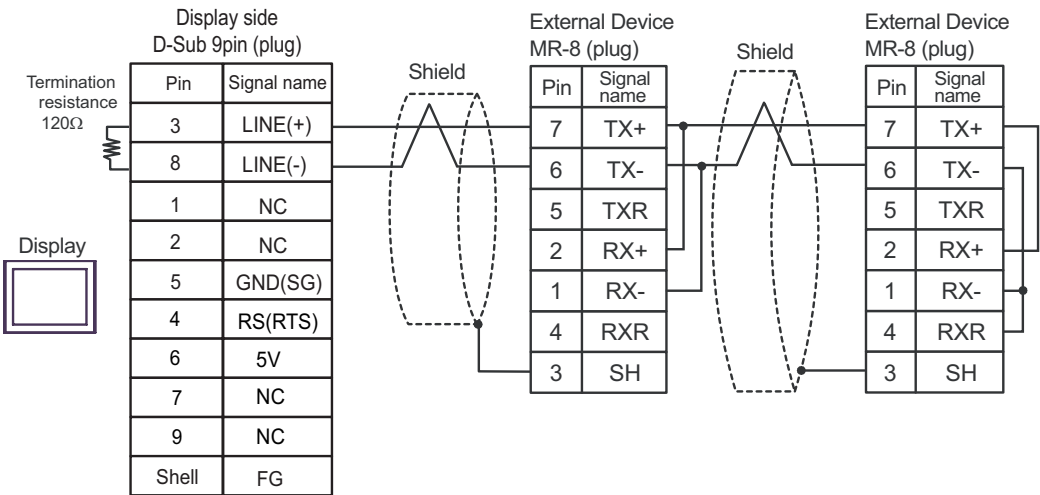 Display side
D-Sub 9pin (plug)
Termination
resistance
120Ω
Display
Pin Signal name
3 LINE(+)
8 LINE(-)
1 NC
2 NC
5 GND(SG)
4 RS(RTS)
6 5V
7 NC
9 NC
Shell FG
Shield
External Device
MR-8 (plug)
Pin Signal
name
7 TX+
6 TX-
5 TXR
2 RX+
1 RX-
4 RXR
3 SH
Shield
External Device
MR-8 (plug)
Pin Signal
name
7 TX+
6 TX-
5 TXR
2 RX+
1 RX-
4 RXR
3 SH